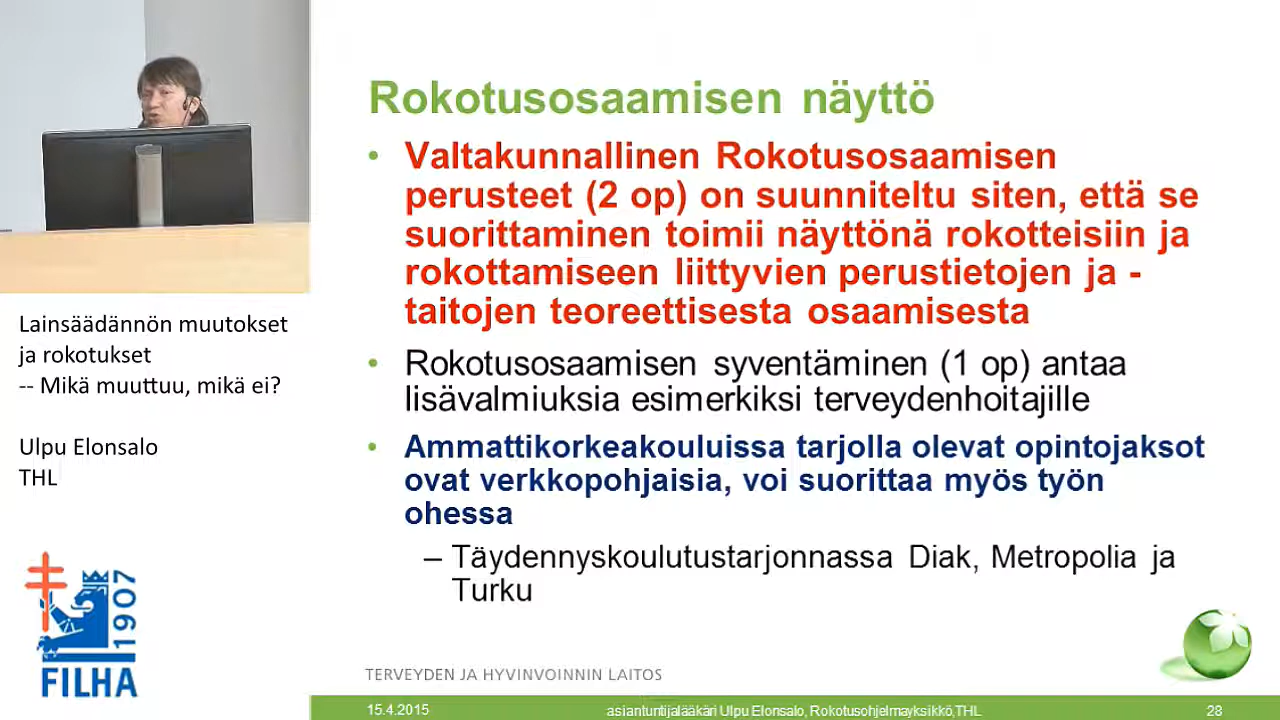 Rokotusosaamisen näyttö
• Valtakunnallinen Rokotusosaamisen
perusteet (2 op) on suunniteltu siten, että se
suorittaminen toimii näyttönä rokotteisiin ja
rokottamiseen liittyvien perustietojen ja -
taitojen teoreettisesta osaamisesta
• Rokotusosaamisen syventäminen (1 op) antaa
lisävalmiuksia esimerkiksi terveydenhoitajille
• Ammattikorkeakouluissa tarjolla olevat opintojaksot
ovat verkkopohjaisia, voi suorittaa myös työn
ohessa
– Täydennyskoulutustarjonnassa Diak, Metropolia ja
Turku
Lainsäädännön muutokset
ja rokotukset
-- Mikä muuttuu, mikä ei?
Ulpu Elonsalo
THL
1907
FILHA
TERVEYDEN JA HYVINVOINNIN LAITOS
15.4.2015
asiantuntijalääkäri Ulpu Elonsalo, Rokotusohjelmayksikkö,THL
28